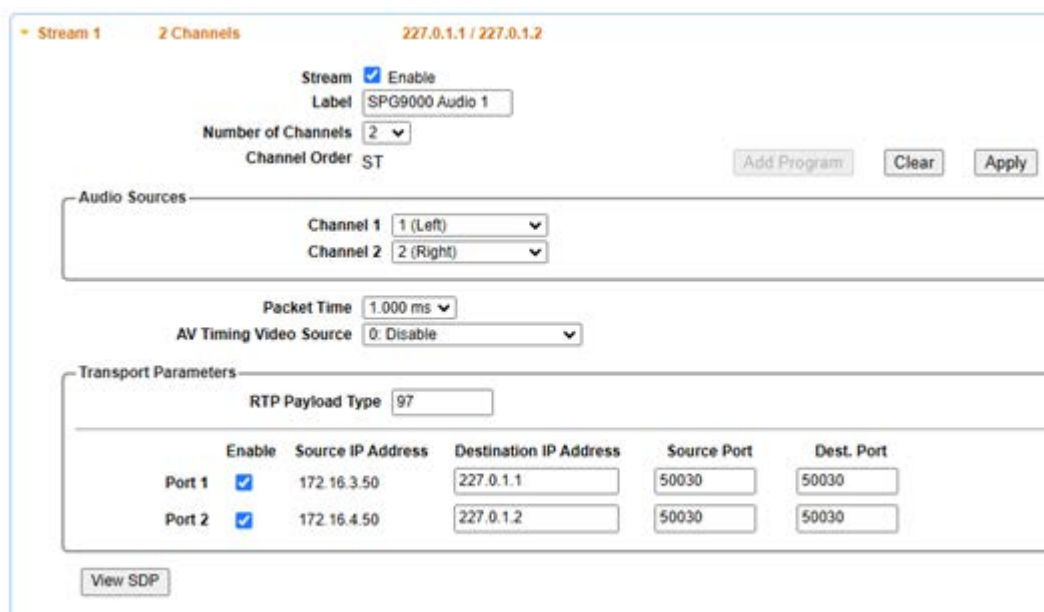 Stream 1 2 Channels 227.0.1.1 / 227.0.1.2
Stream Enable
Label SPG9000 Audio 1
Number of Channels 2
Channel Order ST Add Program Clear Apply
Audio Sources
Channel 1 1 (Left)
Channel 2 2 (Right)
Packet Time 1.000 ms
AV Timing Video Source 0: Disable
Transport Parameters
RTP Payload Type 97
Enable Source IP Address Destination IP Address Source Port Dest. Port
Port 1 172.16.3.50 227.0.1.1 50030 50030
Port 2 172.16.4.50 227.0.1.2 50030 50030
View SDP